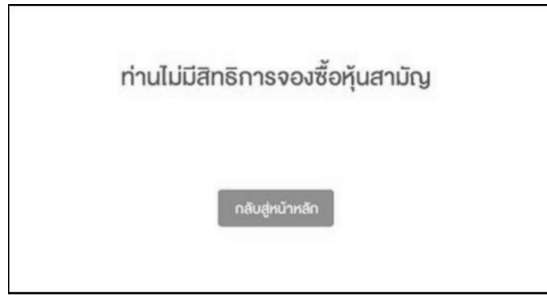 ท่านไม่มีสิทธิการจองซื้อหุ้นสามัญ
กลับสู่หน้าหลัก